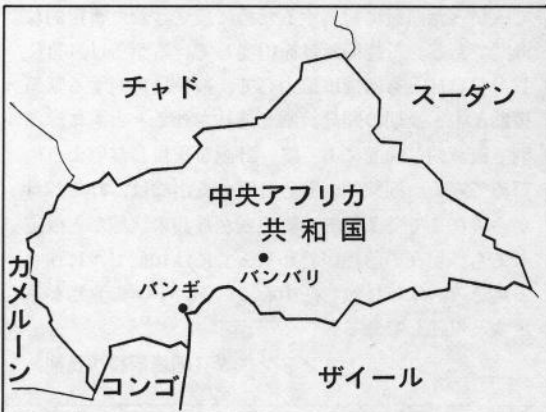 チャド
スーダン
中央アフリカ
共和国
バンバリ
バンギ
カメルーン
コンゴ
ザイール